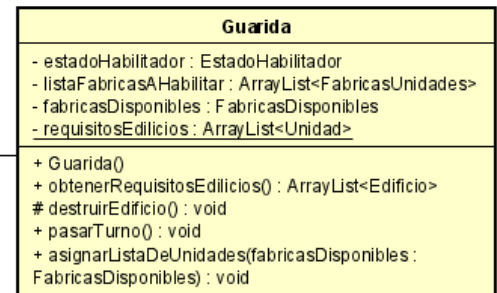 Guarida
- estadoHabilitador : EstadoHabilitador
- listaFabricasAHabilitar : ArrayList<FabricasUnidades>
- fabricasDisponibles : FabricasDisponibles
- requisitosEdilicios : ArrayList<Unidad>
+ Guarida()
+ obtenerRequisitosEdilicios() : ArrayList<Edificio>
# destruirEdificio() : void
+ pasarTurno() : void
+ asignarListaDeUnidades(fabricasDisponibles :
FabricasDisponibles) : void